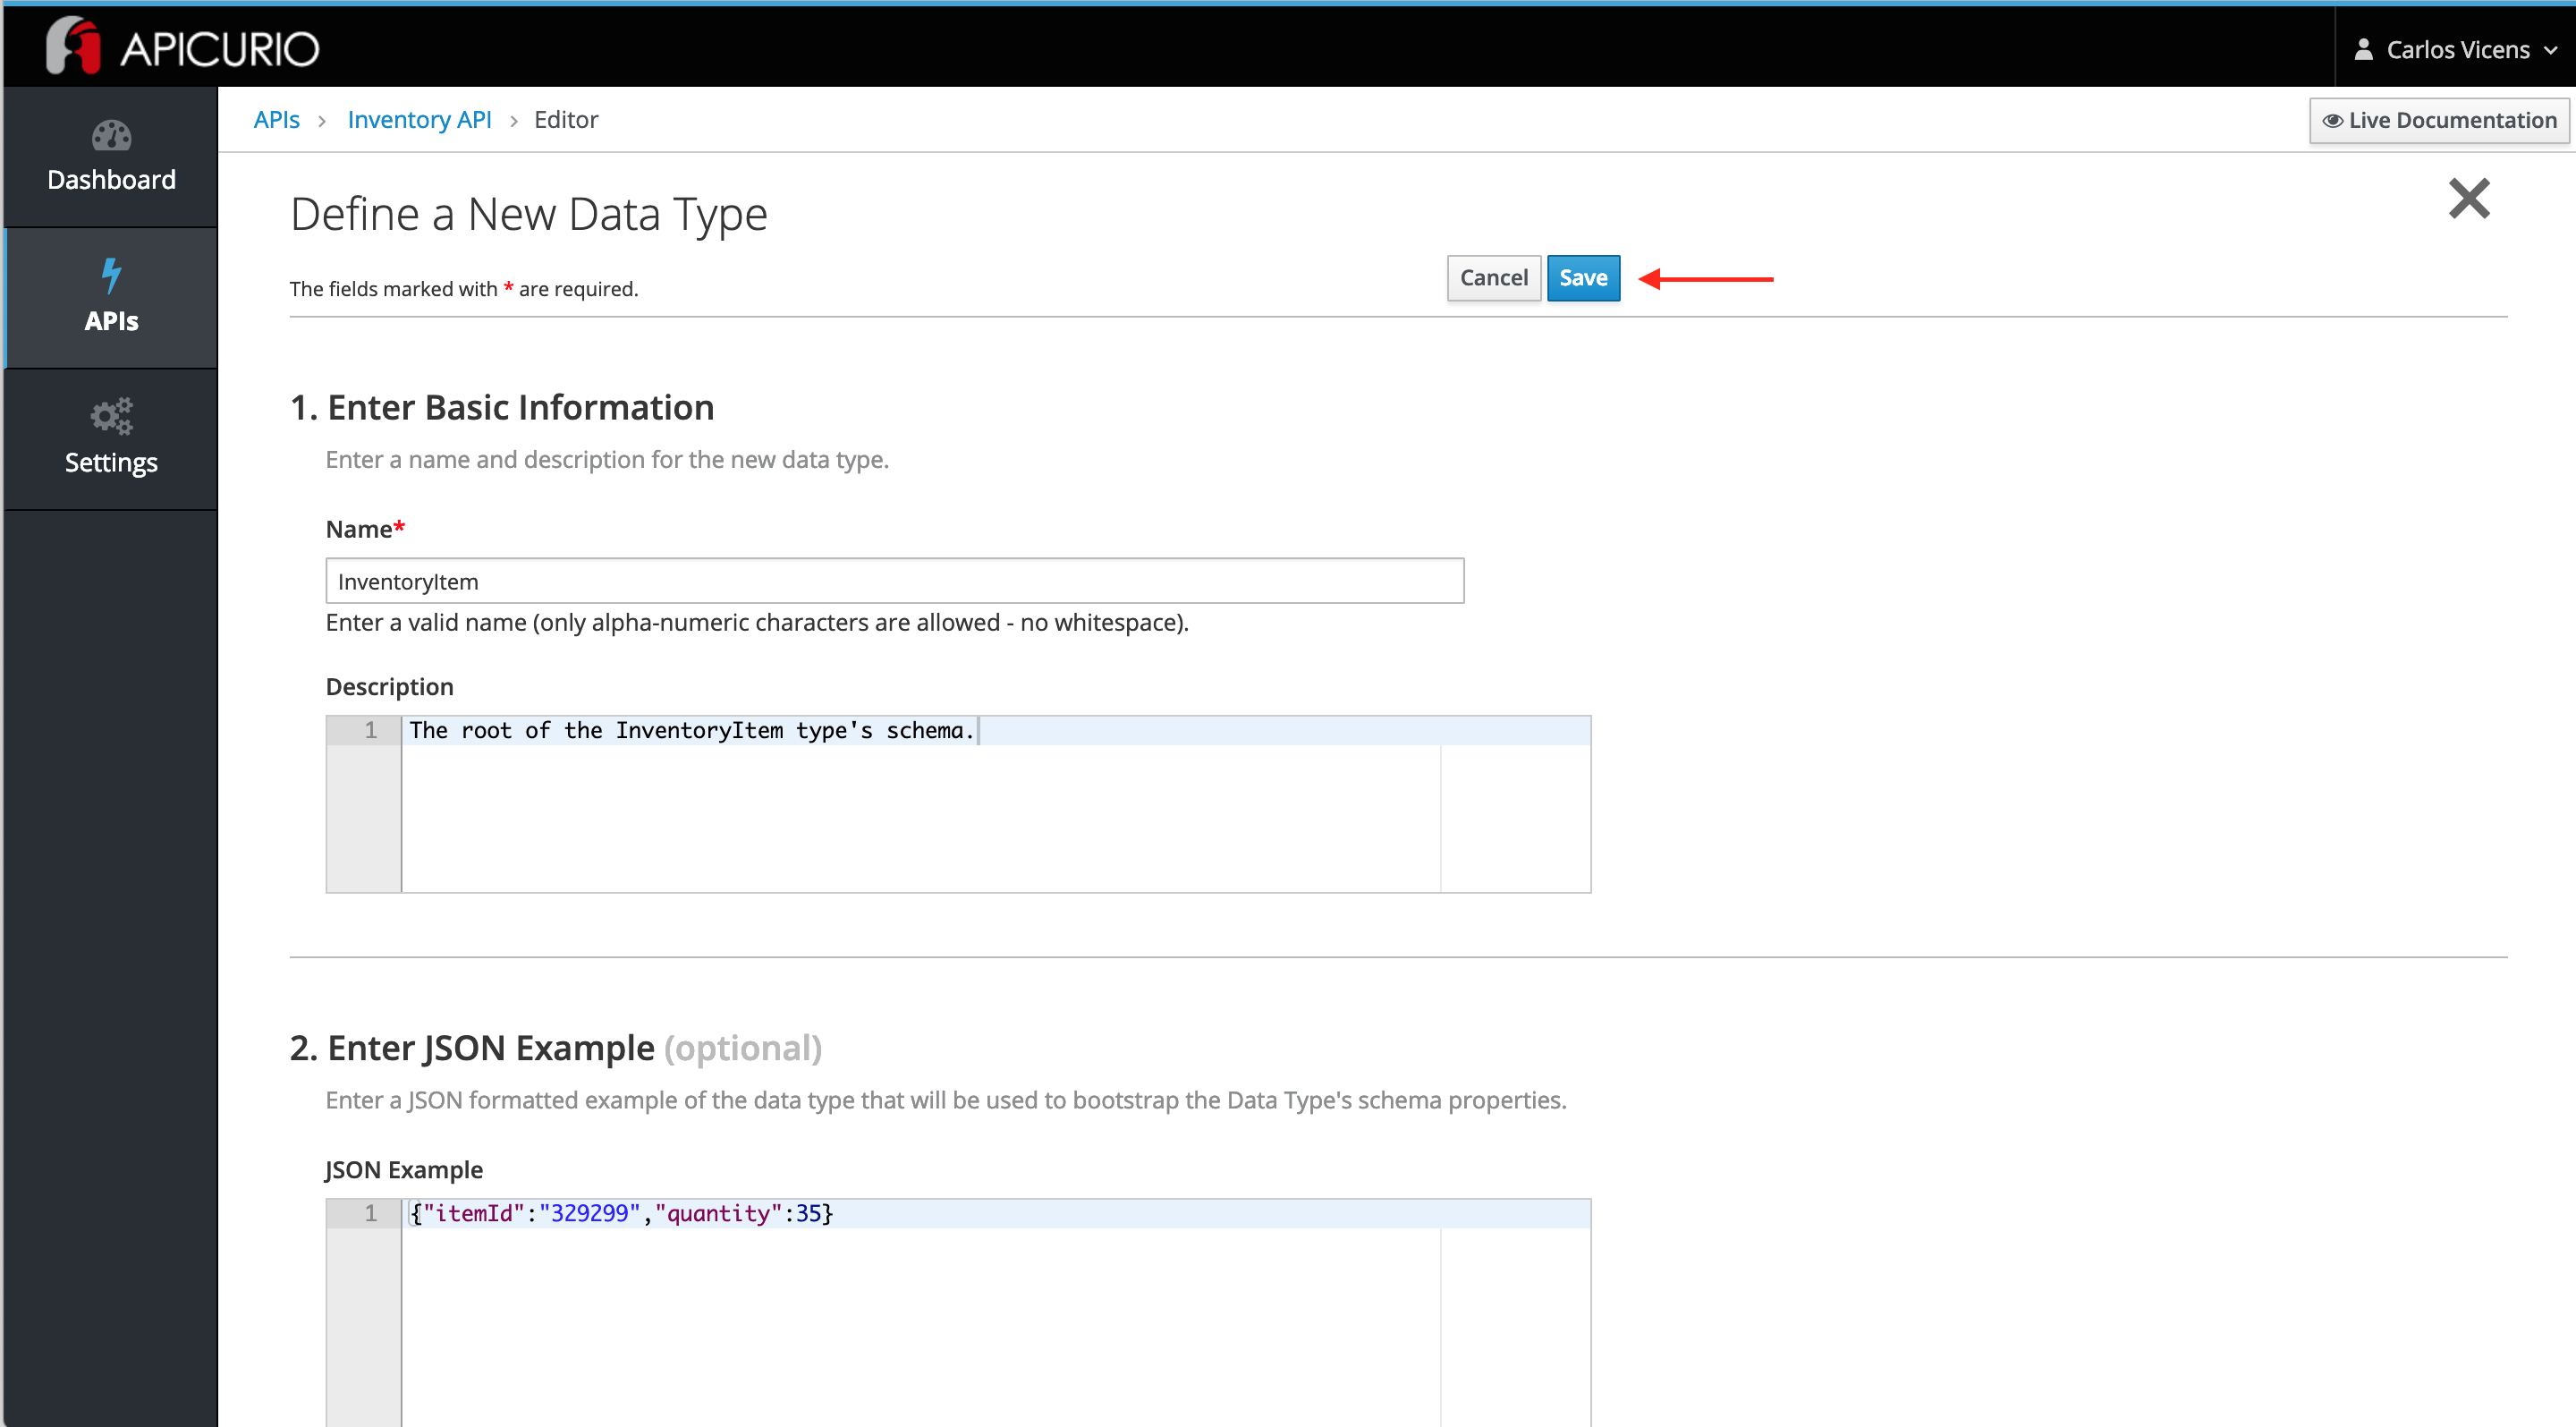 APICURIO
Carlos Vicens
APIs > Inventory API > Editor
Live Documentation
Dashboard
APIs
Settings
Define a New Data Type
The fields marked with * are required.
Cancel Save
1. Enter Basic Information
Enter a name and description for the new data type.
Name*
InventoryItem
Enter a valid name (only alpha-numeric characters are allowed - no whitespace).
Description
1 The root of the InventoryItem type's schema.
2. Enter JSON Example (optional)
Enter a JSON formatted example of the data type that will be used to bootstrap the Data Type's schema properties.
JSON Example
1 {"itemId":"329299","quantity":35}